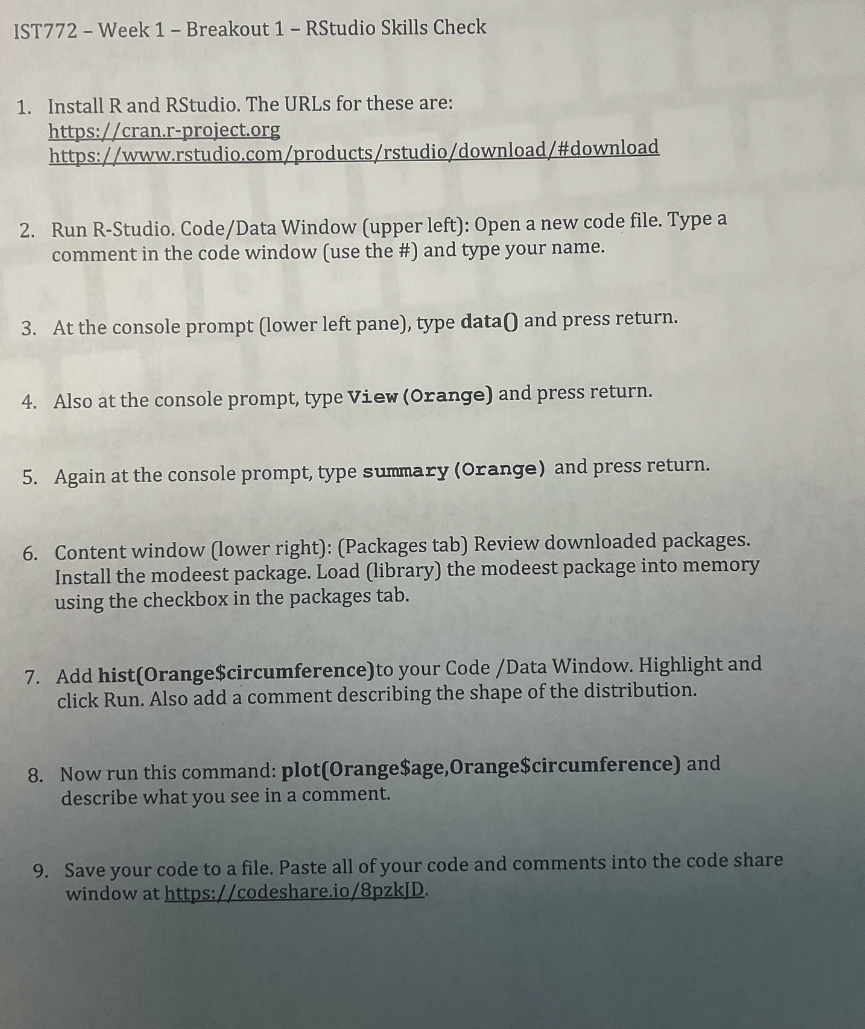 IST772 – Week 1 – Breakout 1 – RStudio Skills Check
1. Install R and RStudio. The URLs for these are:
https://cran.r-project.org
https://www.rstudio.com/products/rstudio/download/#download
2. Run R-Studio. Code/Data Window (upper left): Open a new code file. Type a
comment in the code window (use the #) and type your name.
3. At the console prompt (lower left pane), type data() and press return.
4. Also at the console prompt, type View(Orange) and press return.
5. Again at the console prompt, type summary(Orange) and press return.
6. Content window (lower right): (Packages tab) Review downloaded packages.
Install the modeest package. Load (library) the modeest package into memory
using the checkbox in the packages tab.
7. Add hist(Orange$circumference)to your Code /Data Window. Highlight and
click Run. Also add a comment describing the shape of the distribution.
8. Now run this command: plot(Orange$age,Orange$circumference) and
describe what you see in a comment.
9. Save your code to a file. Paste all of your code and comments into the code share
window at https://codeshare.io/8pzkJD.